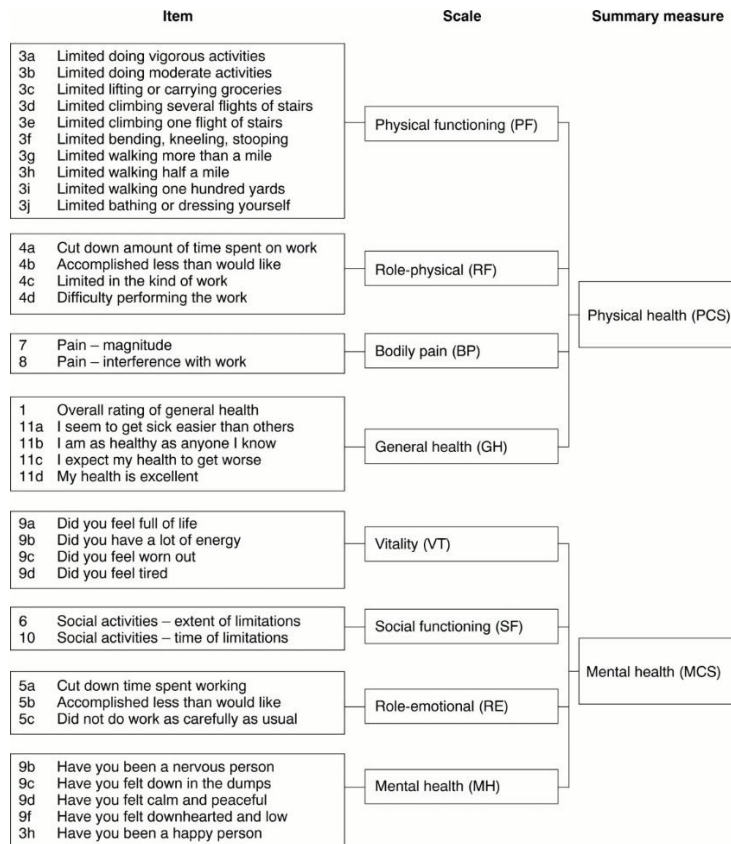 Item Scale Summary measure
3a Limited doing vigorous activities
3b Limited doing moderate activities
3c Limited lifting or carrying groceries
3d Limited climbing several flights of stairs
3e Limited climbing one flight of stairs
3f Limited bending, kneeling, stooping
3g Limited walking more than a mile
3h Limited walking half a mile
3i Limited walking one hundred yards
3j Limited bathing or dressing yourself
Physical functioning (PF)
4a Cut down amount of time spent on work
4b Accomplished less than would like
4c Limited in the kind of work
4d Difficulty performing the work
Role-physical (RF)
7 Pain – magnitude
8 Pain – interference with work
Bodily pain (BP)
1 Overall rating of general health
11a I seem to get sick easier than others
11b I am as healthy as anyone I know
11c I expect my health to get worse
11d My health is excellent
General health (GH)
Physical health (PCS)
9a Did you feel full of life
9b Did you have a lot of energy
9c Did you feel worn out
9d Did you feel tired
Vitality (VT)
6 Social activities – extent of limitations
10 Social activities – time of limitations
Social functioning (SF)
5a Cut down time spent working
5b Accomplished less than would like
5c Did not do work as carefully as usual
Role-emotional (RE)
9b Have you been a nervous person
9c Have you felt down in the dumps
9d Have you felt calm and peaceful
9f Have you felt downhearted and low
3h Have you been a happy person
Mental health (MH)
Mental health (MCS)